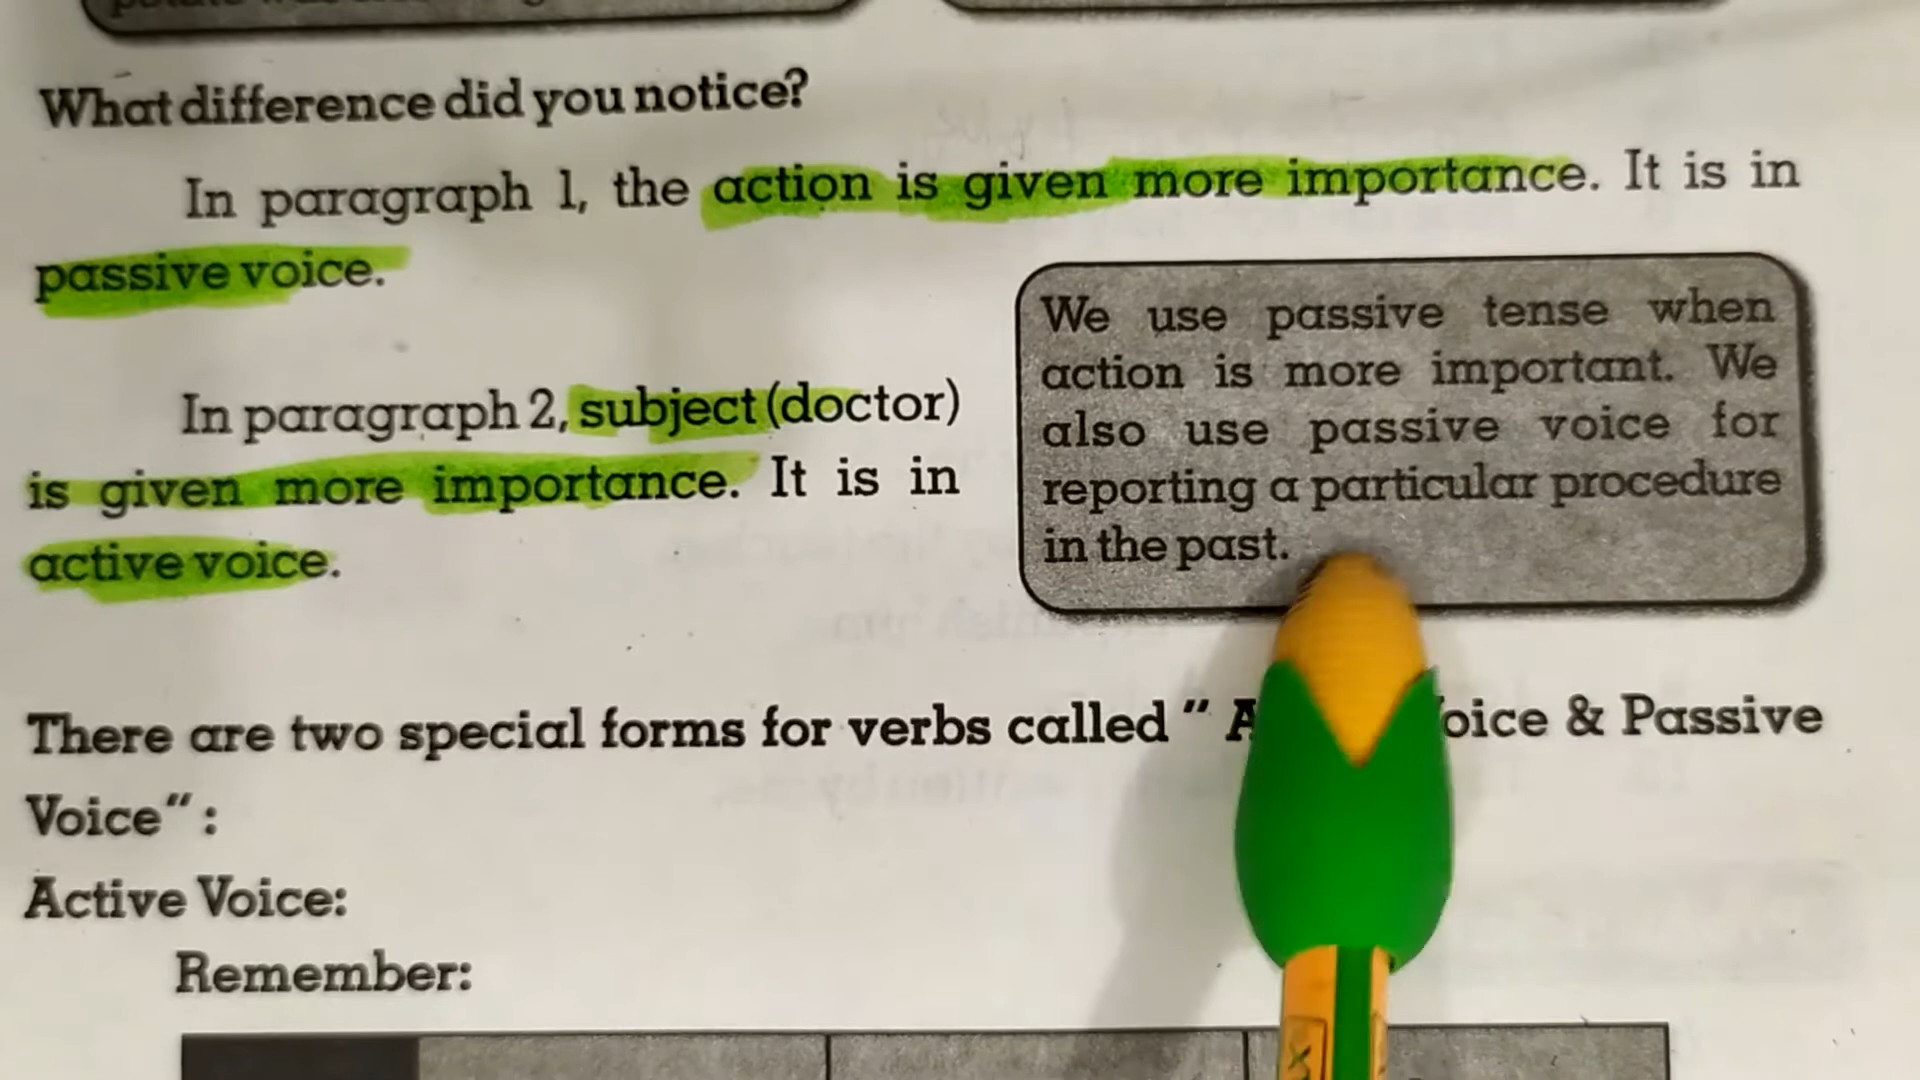 What difference did you notice?
In paragraph 1, the action is given more importance. It is in
passive voice.
In paragraph 2, subject (doctor)
is given more importance. It is in
active voice.
We use passive tense when
action is more important. We
also use passive voice for
reporting a particular procedure
in the past.
There are two special forms for verbs called " A oice & Passive
Voice" :
Active Voice:
Remember: